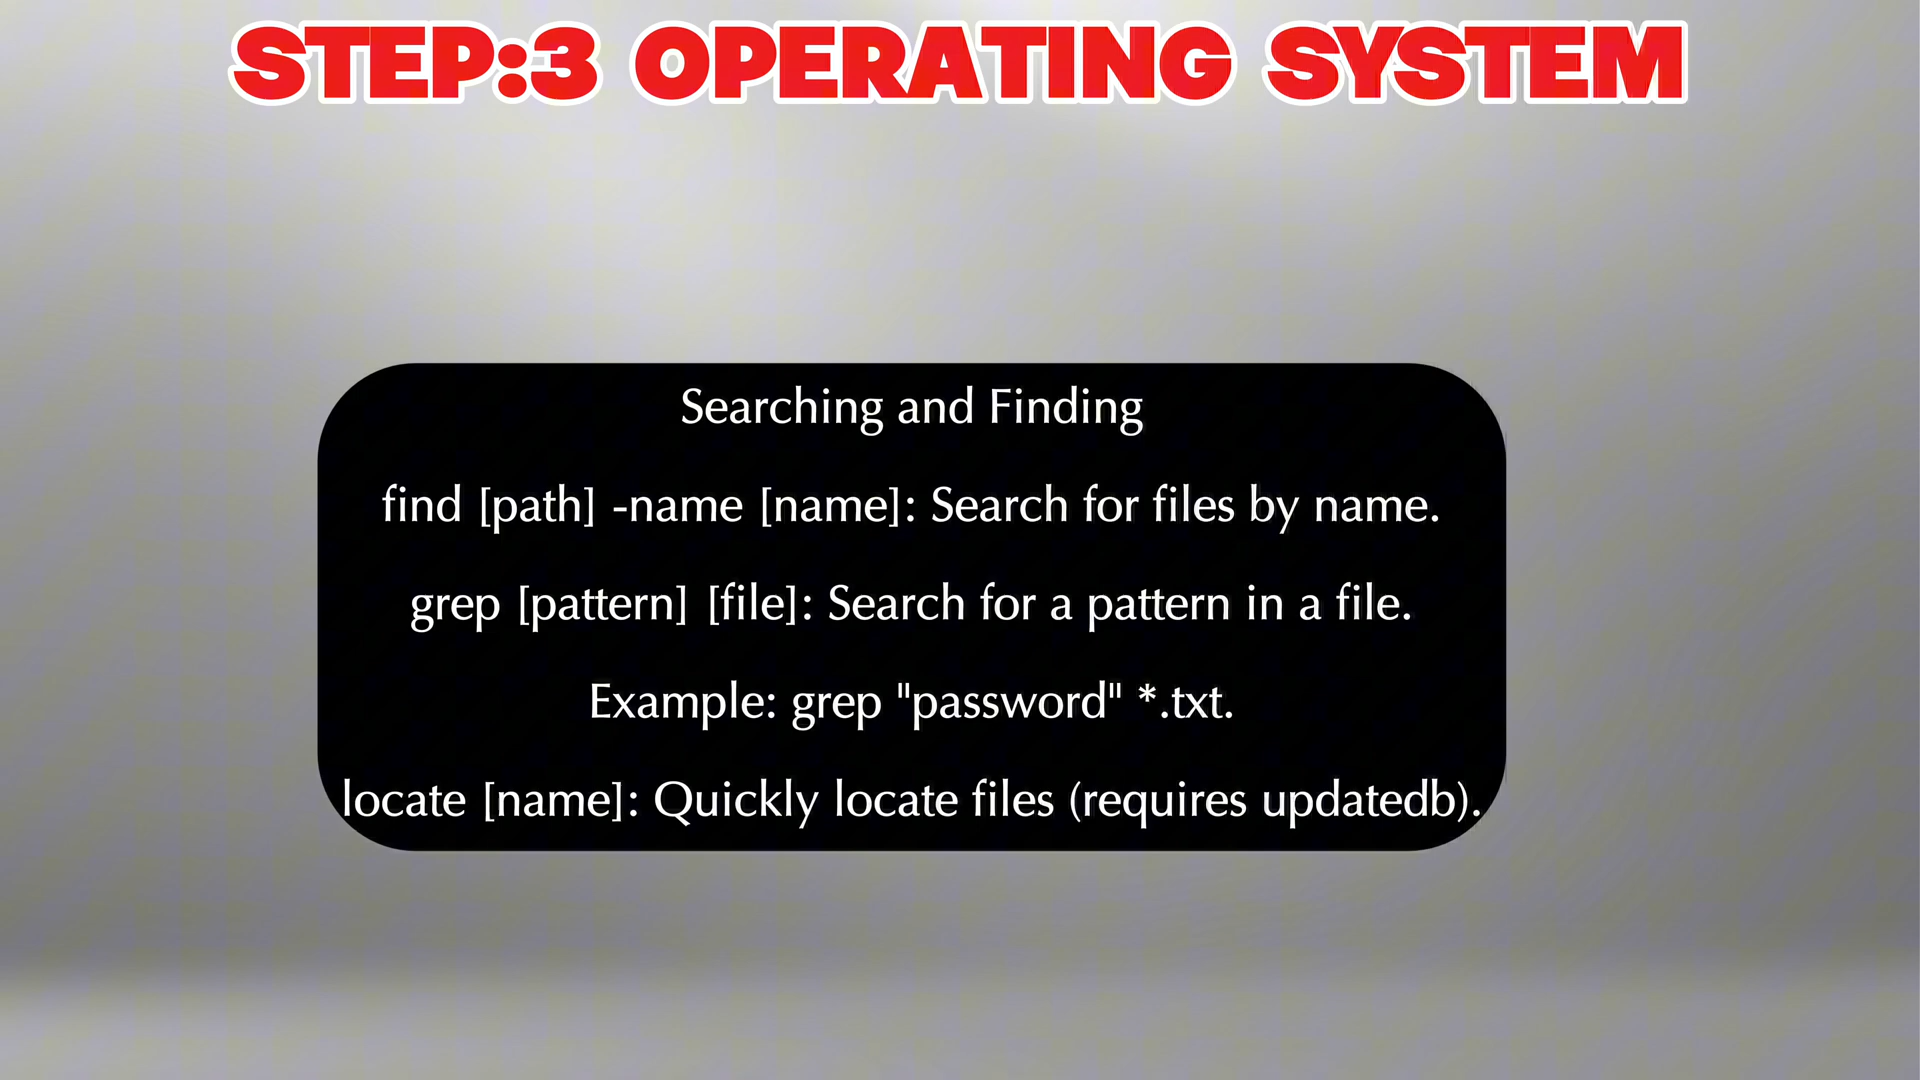 STEP:3 OPERATING SYSTEM
Searching and Finding
find [path] -name [name]: Search for files by name.
grep [pattern] [file]: Search for a pattern in a file.
Example: grep "password" *.txt.
locate [name]: Quickly locate files (requires updatedb).